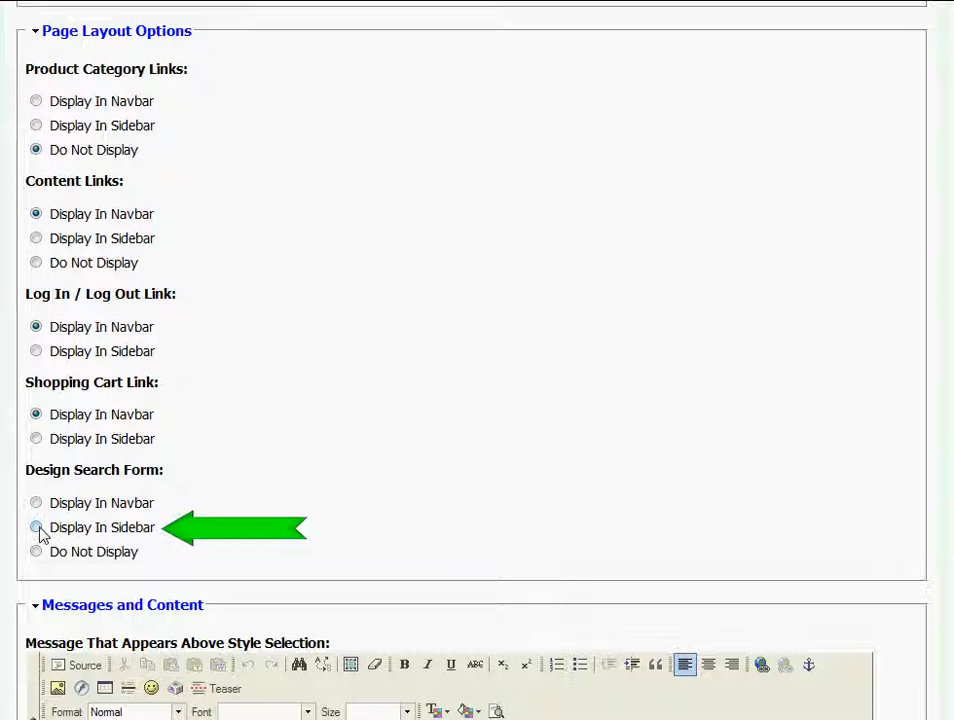 Page Layout Options
Product Category Links:
Display In Navbar
Display In Sidebar
Do Not Display
Content Links:
Display In Navbar
Display In Sidebar
Do Not Display
Log In / Log Out Link:
Display In Navbar
Display In Sidebar
Shopping Cart Link:
Display In Navbar
Display In Sidebar
Design Search Form:
Display In Navbar
Display In Sidebar
Do Not Display
Messages and Content
Message That Appears Above Style Selection:
Source B I U ABC x₂ x²
Teaser
Format Normal Font Size